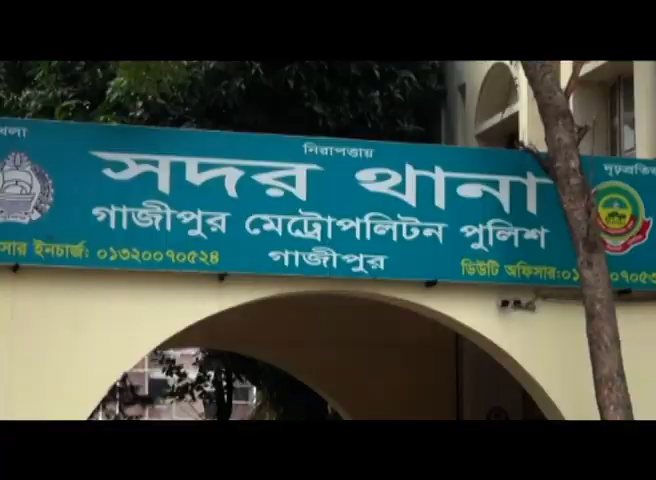 নিরাপত্তায়
সদর থানা
গাজীপুর মেট্রোপলিটন পুলিশ
গাজীপুর
ইনচার্জ: ০১৩২০০৭০৫২৪
ডিউটি অফিসার:০১